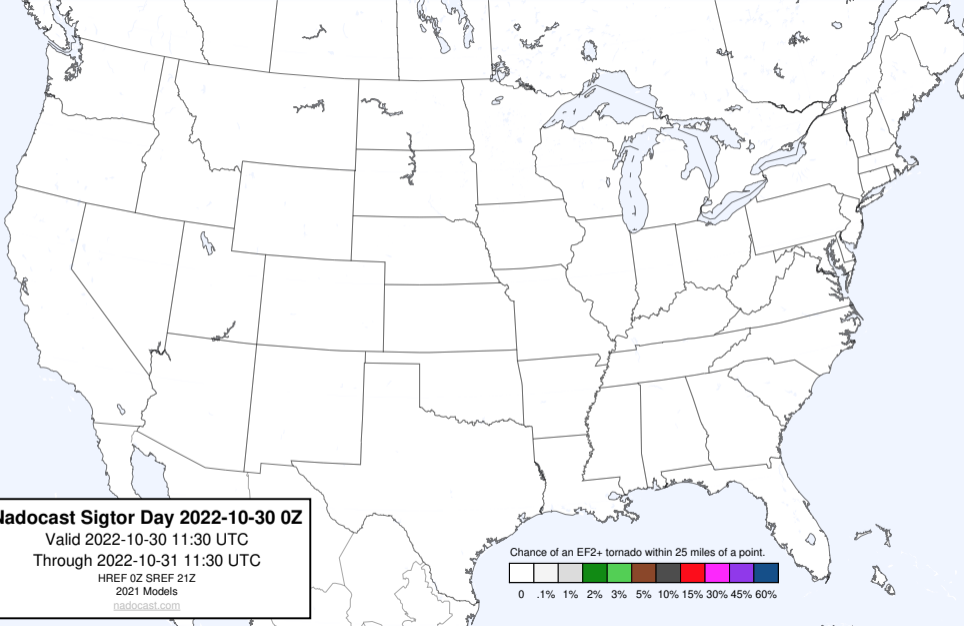 Nadocast Sigtor Day 2022-10-30 0Z
Valid 2022-10-30 11:30 UTC
Through 2022-10-31 11:30 UTC
HREF 0Z SREF 21Z
2021 Models
nadocast.com
Chance of an EF2+ tornado within 25 miles of a point.
0 .1% 1% 2% 3% 5% 10% 15% 30% 45% 60%